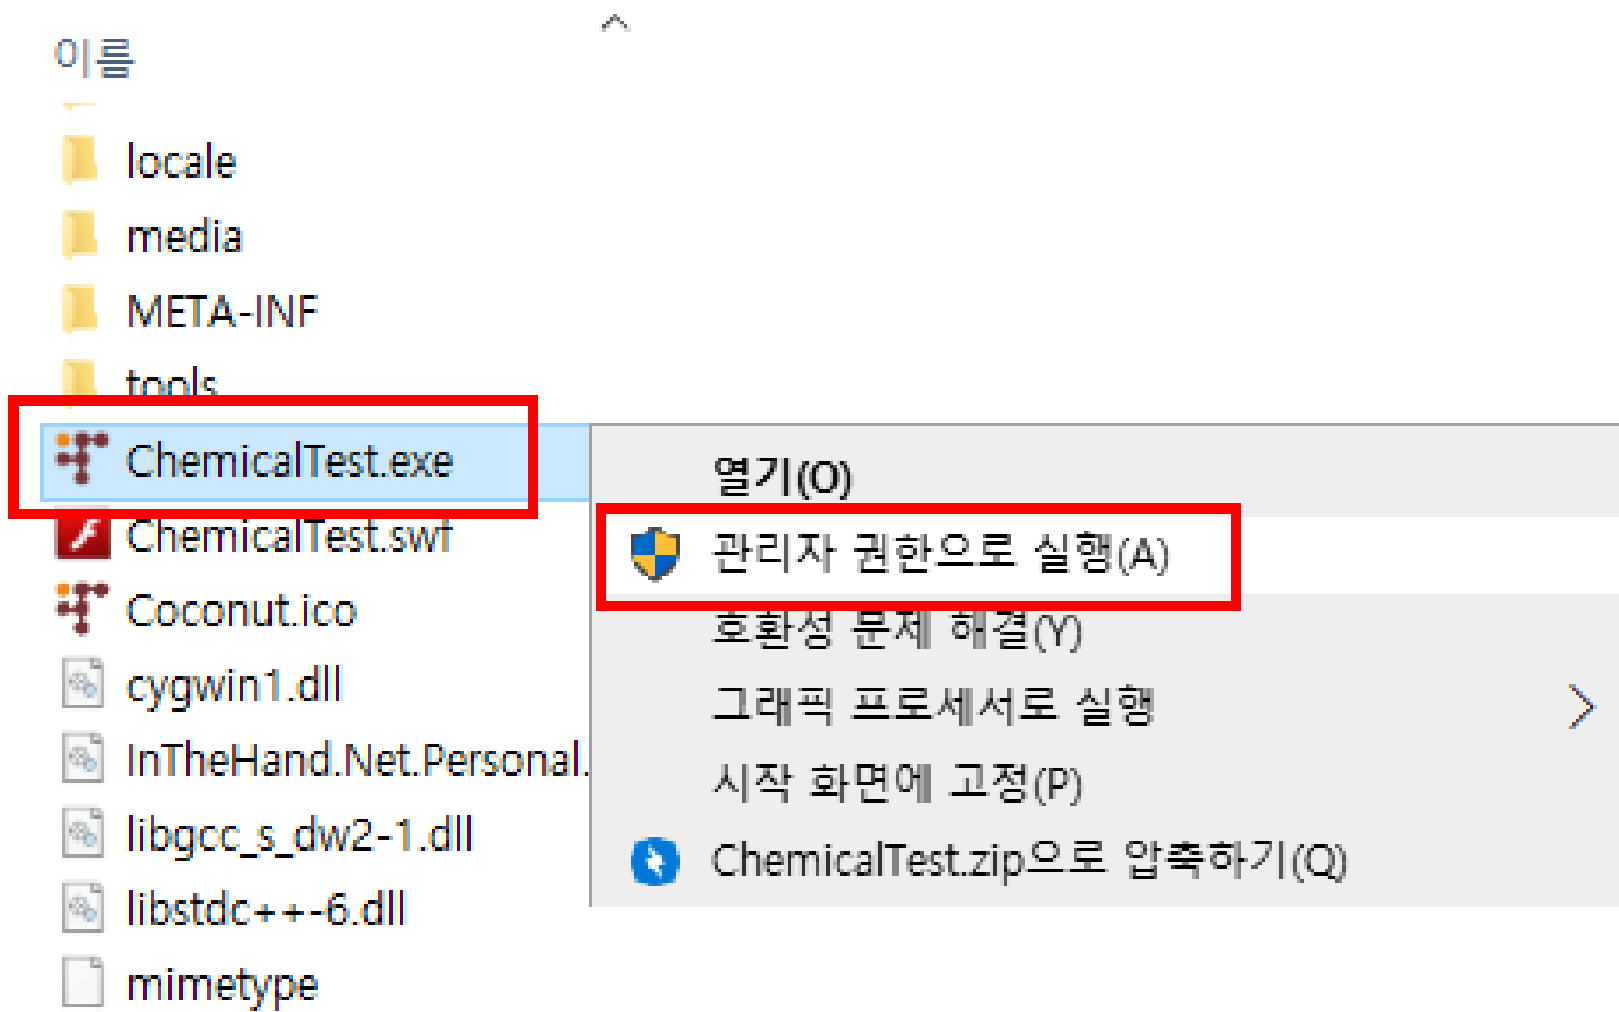 이름
locale
media
META-INF
tools
ChemicalTest.exe
ChemicalTest.swf
Coconut.ico
cygwin1.dll
InTheHand.Net.Personal.
libgcc_s_dw2-1.dll
libstdc++-6.dll
mimetype
열기(O)
관리자 권한으로 실행(A)
호환성 문제 해결(Y)
그래픽 프로세서로 실행
시작 화면에 고정(P)
ChemicalTest.zip으로 압축하기(Q)